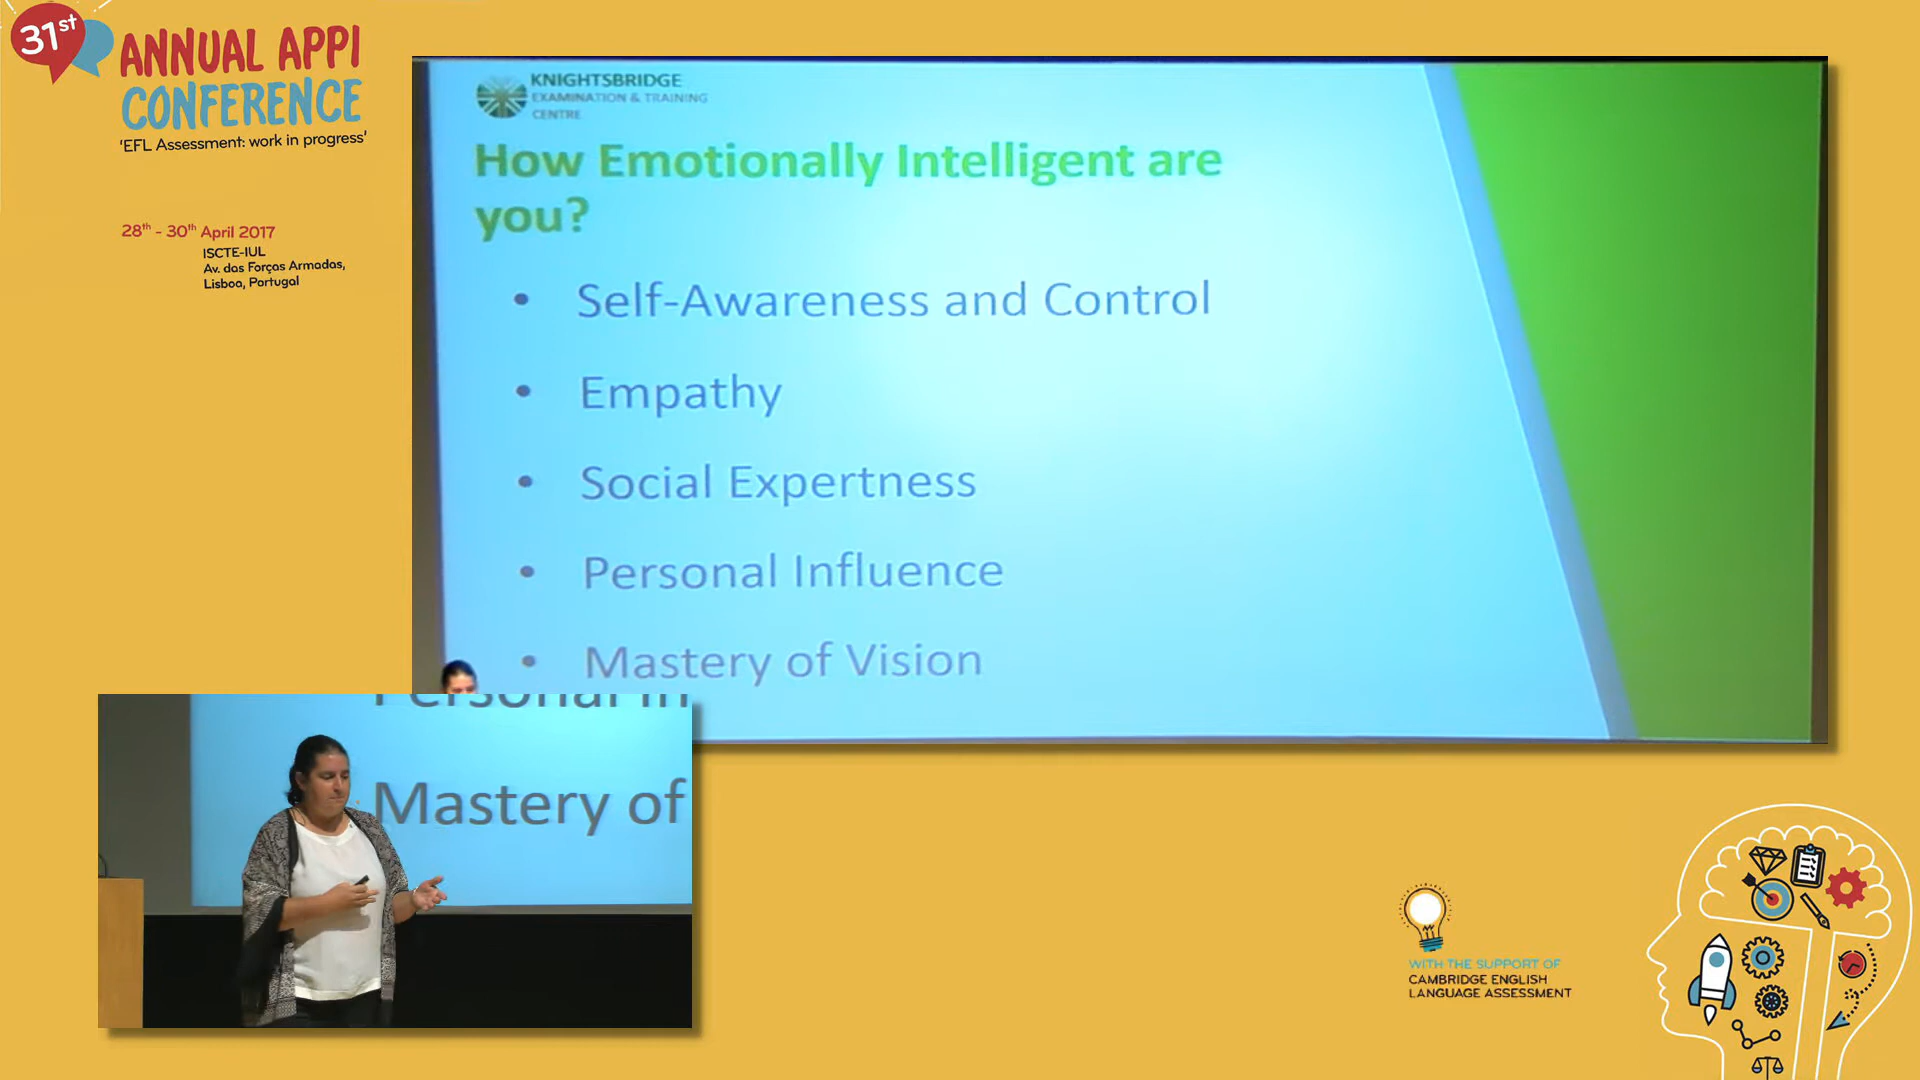 31st
ANNUAL APPI
CONFERENCE
'EFL Assessment: work in progress'
28th - 30th April 2017
ISCTE-IUL
Av. das Forças Armadas,
Lisboa, Portugal
KNIGHTSBRIDGE
EXAMINATION & TRAINING
CENTRE
How Emotionally Intelligent are
you?
• Self-Awareness and Control
• Empathy
• Social Expertness
• Personal Influence
• Mastery of Vision
Personal In
Mastery of
WITH THE SUPPORT OF
CAMBRIDGE ENGLISH
LANGUAGE ASSESSMENT